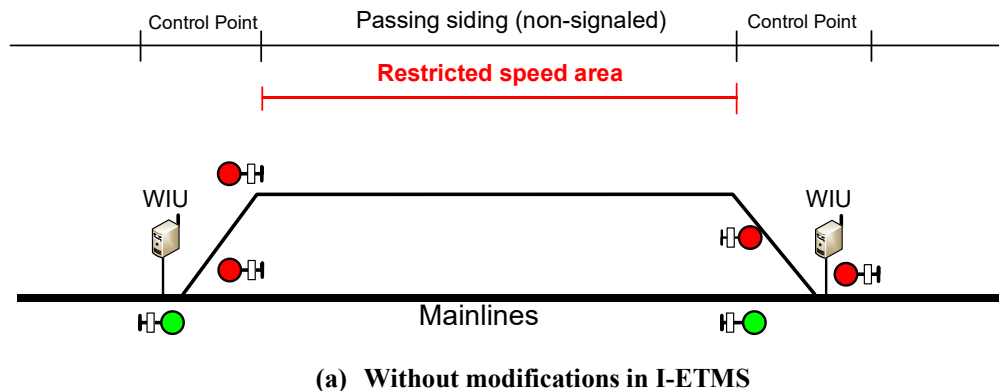 Control Point
Passing siding (non-signaled)
Control Point
Restricted speed area
WIU
WIU
Mainlines
(a) Without modifications in I-ETMS